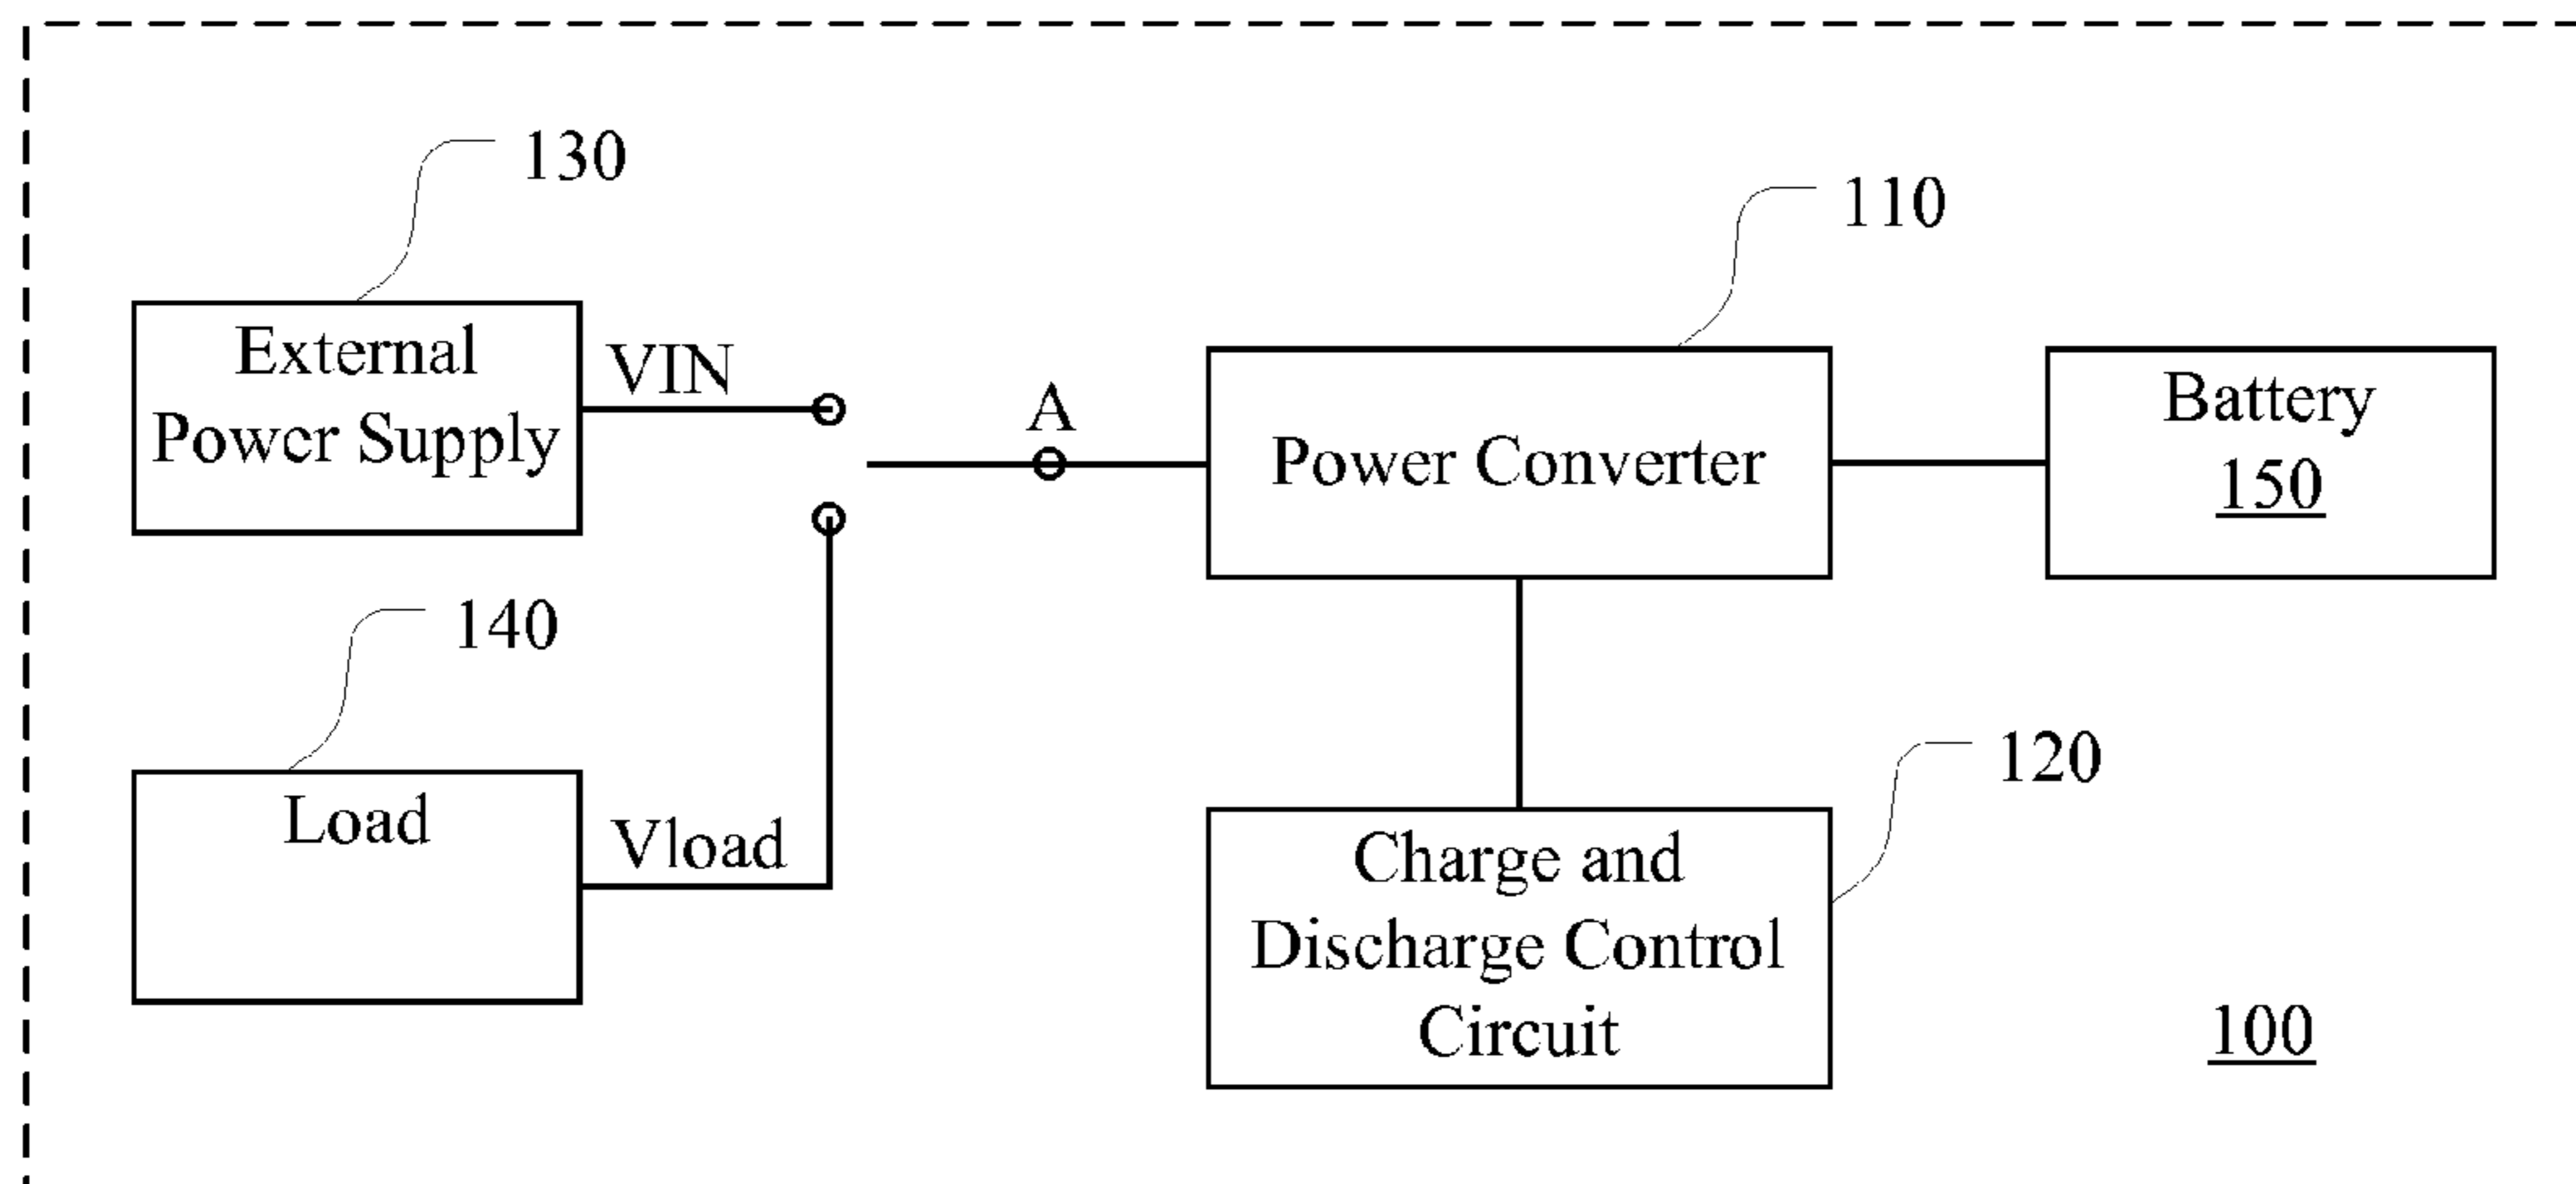 130
110
External
Power Supply
VIN
A
Power Converter
Battery
150
140
Load
Vload
120
Charge and
Discharge Control
Circuit
100